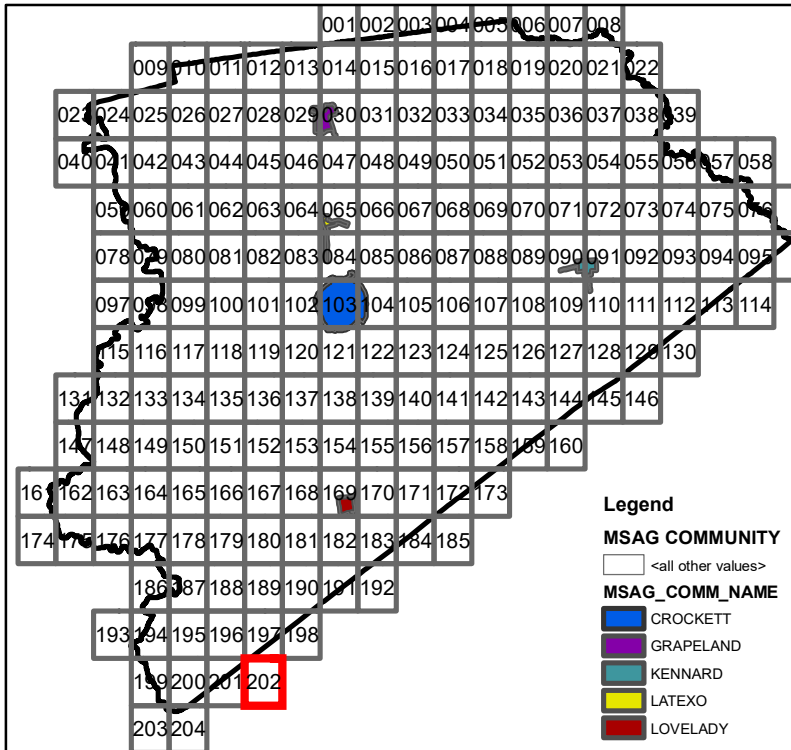 001 002 003 004 005 006 007 008
009 010 011 012 013 014 015 016 017 018 019 020 021 022
023 024 025 026 027 028 029 030 031 032 033 034 035 036 037 038 039
040 041 042 043 044 045 046 047 048 049 050 051 052 053 054 055 056 057 058
059 060 061 062 063 064 065 066 067 068 069 070 071 072 073 074 075 076
078 079 080 081 082 083 084 085 086 087 088 089 090 091 092 093 094 095
097 098 099 100 101 102 103 104 105 106 107 108 109 110 111 112 113 114
115 116 117 118 119 120 121 122 123 124 125 126 127 128 129 130
131 132 133 134 135 136 137 138 139 140 141 142 143 144 145 146
147 148 149 150 151 152 153 154 155 156 157 158 159 160
161 162 163 164 165 166 167 168 169 170 171 172 173
174 175 176 177 178 179 180 181 182 183 184 185
186 187 188 189 190 191 192
193 194 195 196 197 198
199 200 201 202
203 204
Legend
MSAG COMMUNITY
<all other values>
MSAG_COMM_NAME
CROCKETT
GRAPELAND
KENNARD
LATEXO
LOVELADY